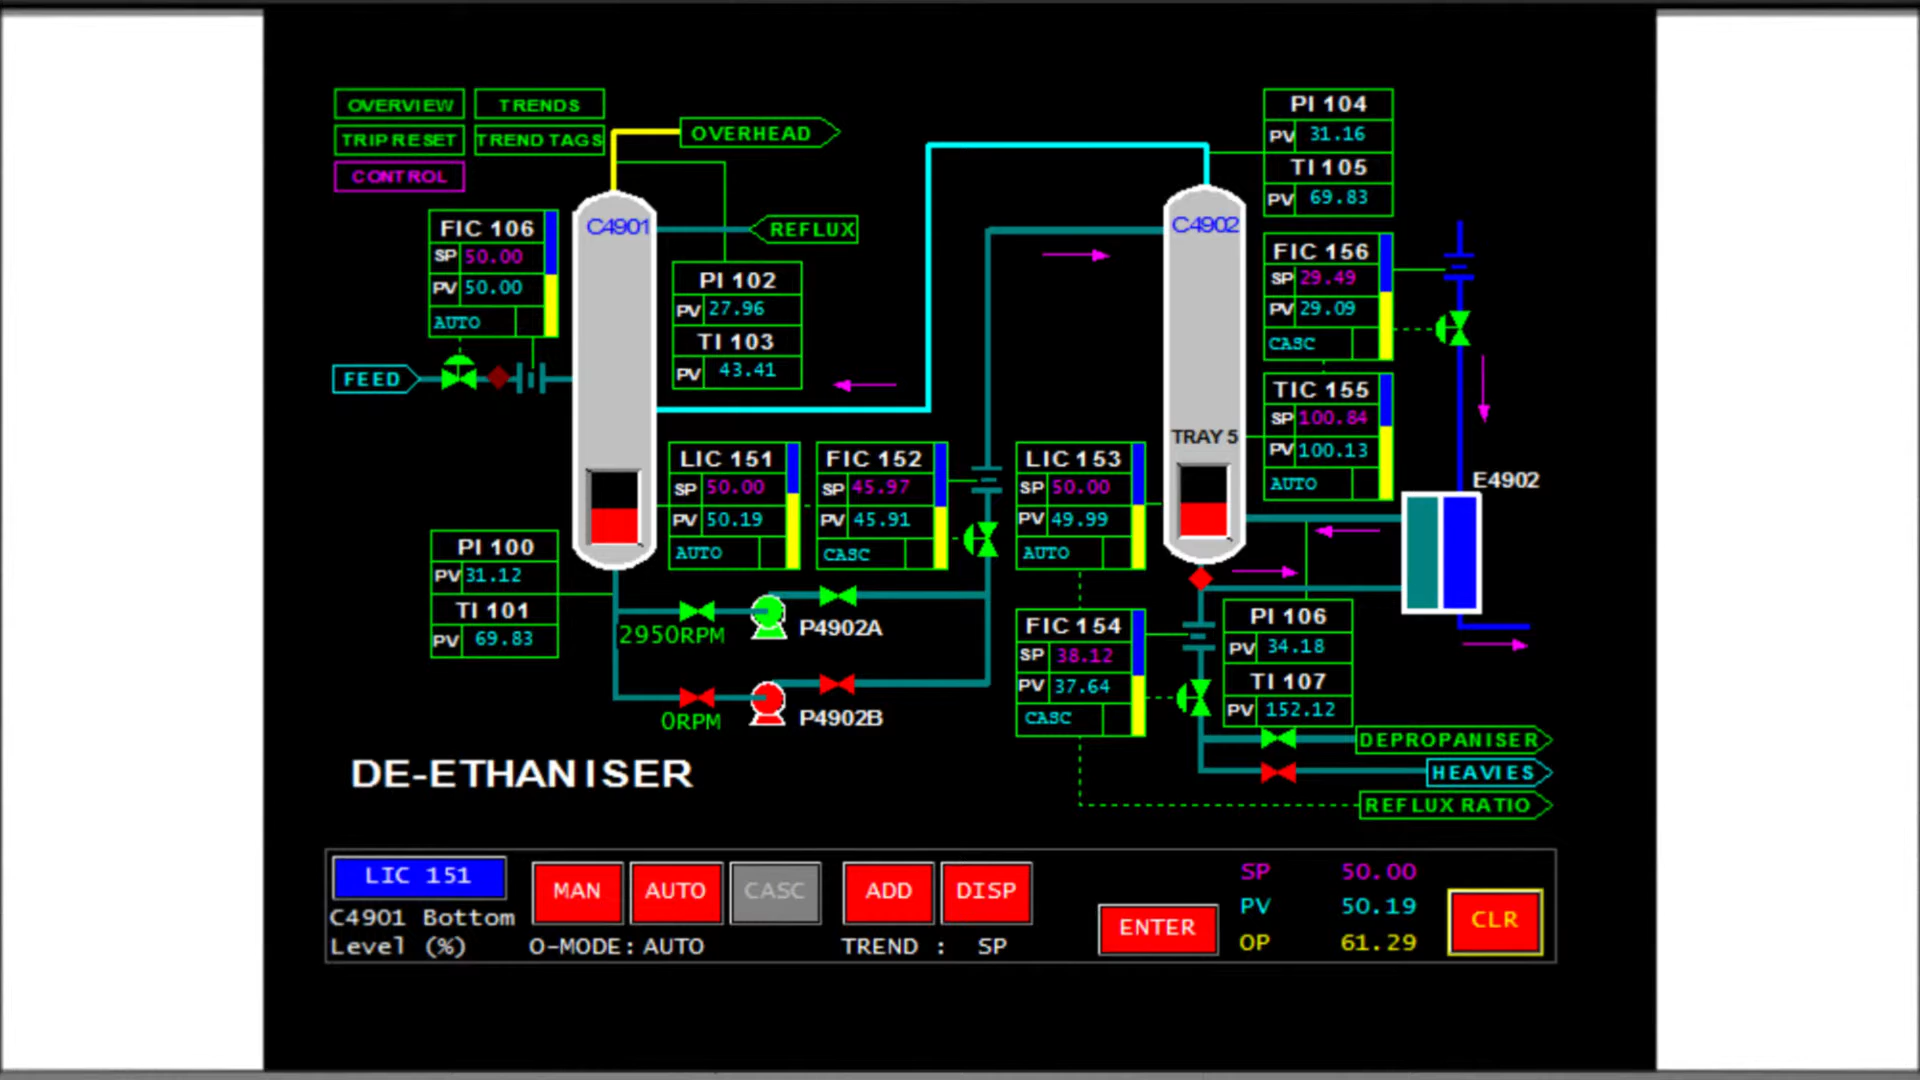 OVERVIEW
TRENDS
TRIP RESET
TREND TAGS
CONTROL
OVERHEAD
REFLUX
FEED
C4901
FIC 106
SP 50.00
PV 50.00
AUTO
PI 102
PV 27.96
TI 103
PV 43.41
PI 104
PV 31.16
TI 105
PV 69.83
C4902
TRAY 5
FIC 156
SP 29.49
PV 29.09
CASC
TIC 155
SP 100.84
PV 100.13
AUTO
E4902
LIC 151
SP 50.00
PV 50.19
AUTO
FIC 152
SP 45.97
PV 45.91
CASC
LIC 153
SP 50.00
PV 49.99
AUTO
PI 100
PV 31.12
TI 101
PV 69.83
2950RPM
P4902A
0RPM
P4902B
FIC 154
SP 38.12
PV 37.64
CASC
PI 106
PV 34.18
TI 107
PV 152.12
DEPROPANISER
HEAVIES
REFLUX RATIO
DE-ETHANISER
LIC 151
C4901 Bottom
Level (%)
MAN
AUTO
CASC
O-MODE: AUTO
ADD
DISP
TREND : SP
ENTER
SP 50.00
PV 50.19
OP 61.29
CLR